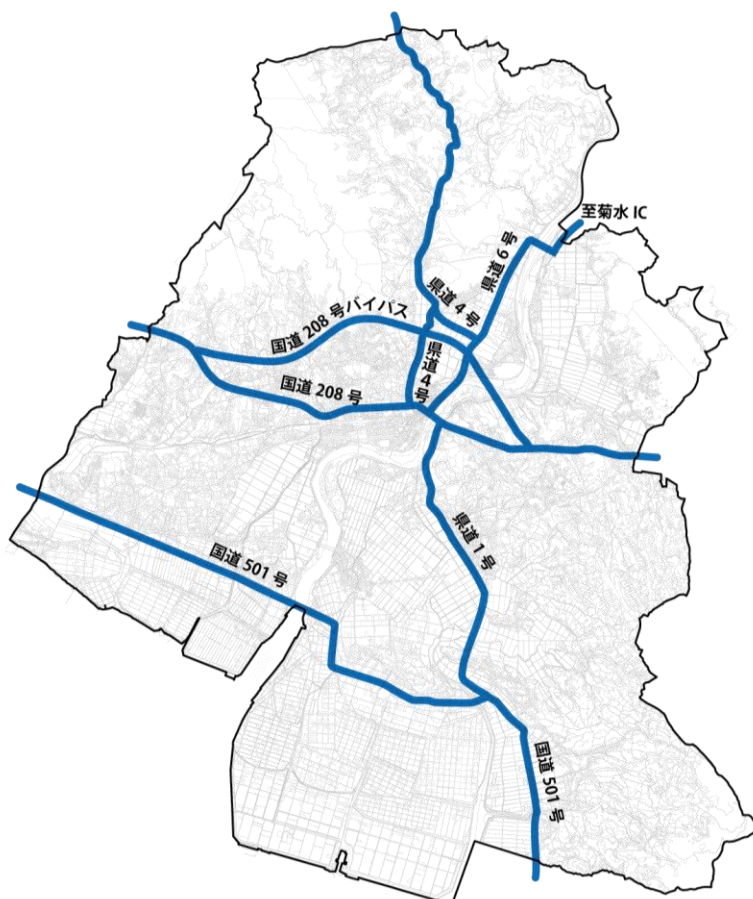 至菊水 IC
県道 6 号
県道 4 号
国道 208 号バイパス
県道 4 号
国道 208 号
県道 1 号
国道 501 号
国道 501 号